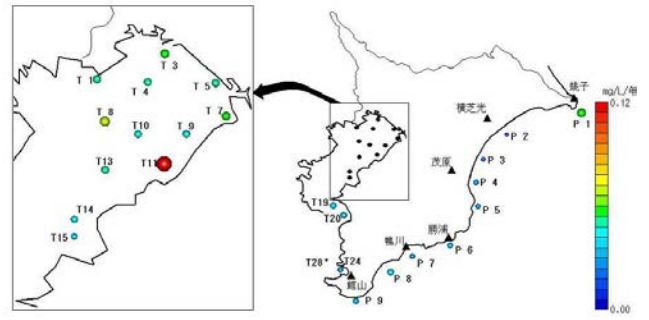 T 3
T 1
T 4
T 5
T 8
T 7
T10
T 9
T11
T13
T14
T15
銚子
P 1
横芝光
P 2
P 3
茂原
P 4
P 5
T19
T20
勝浦
鴨川
P 6
P 7
T28
T24
館山
P 8
P 9
mg/L/年
0.12
0.00